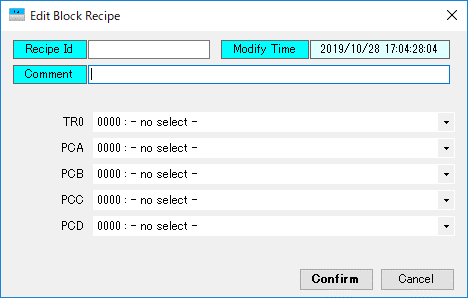 Edit Block Recipe
Recipe Id Modify Time 2019/10/28 17:04:28:04
Comment
TR0 0000 : - no select -
PCA 0000 : - no select -
PCB 0000 : - no select -
PCC 0000 : - no select -
PCD 0000 : - no select -
Confirm Cancel